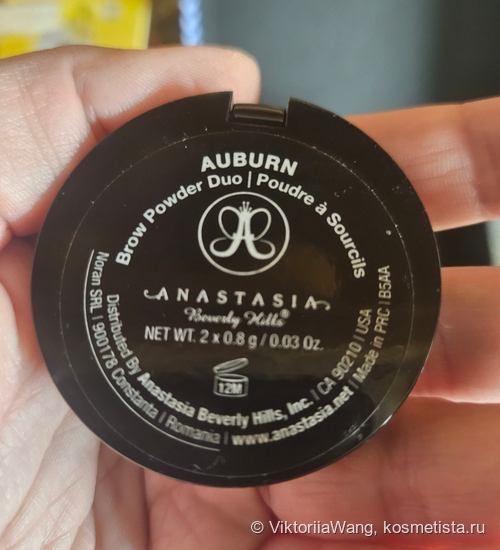 AUBURN
Brow Powder Duo | Poudre à Sourcils
ANASTASIA
Beverly Hills®
NET WT. 2 x 0.8 g / 0.03 Oz.
12M
Distributed By Anastasia Beverly Hills, Inc. | CA 90210 | USA
Noran SRL | 900178 Constanta | Romania | www.anastasia.net | Made in PRC | B5AA
© ViktoriiaWang, kosmetista.ru